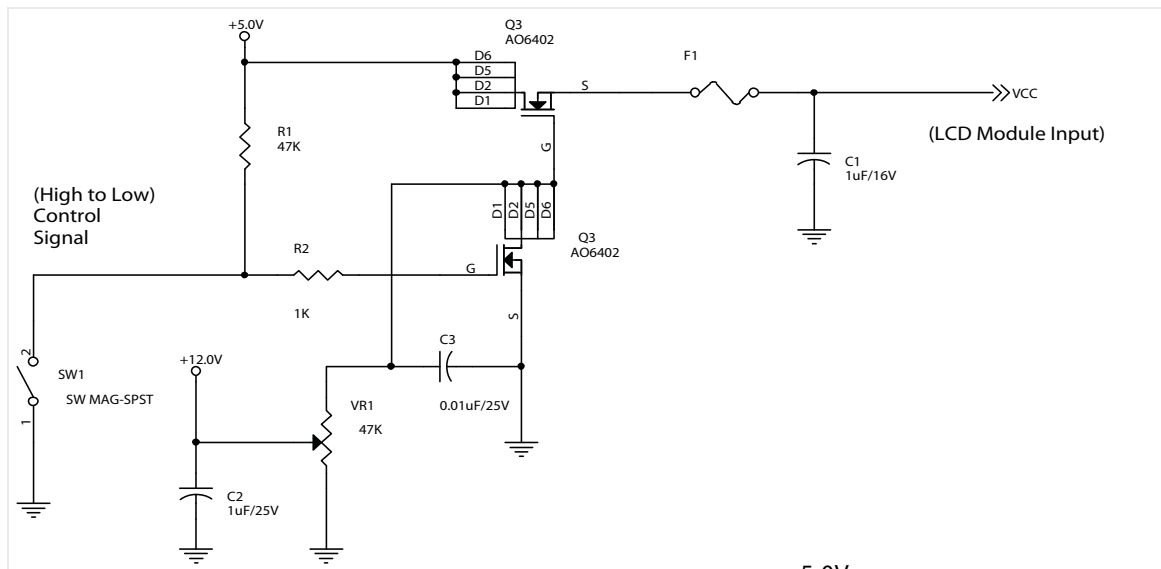 +5.0V
Q3
AO6402
D6
D5
D2
D1
S
G
F1
VCC
(LCD Module Input)
C1
1uF/16V
R1
47K
(High to Low)
Control
Signal
D1
D2
D5
D6
Q3
AO6402
R2
1K
G
S
2
SW1
SW MAG-SPST
1
+12.0V
C3
0.01uF/25V
VR1
47K
C2
1uF/25V